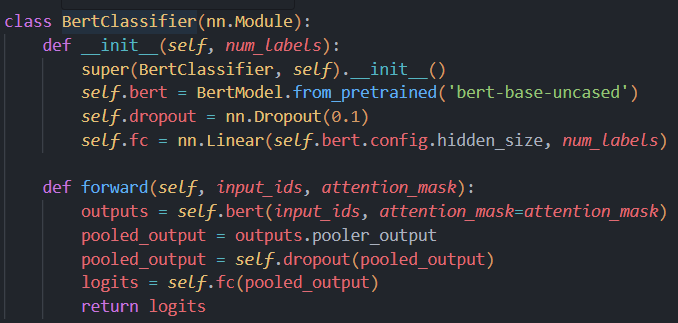 class BertClassifier(nn.Module):
    def __init__(self, num_labels):
        super(BertClassifier, self).__init__()
        self.bert = BertModel.from_pretrained('bert-base-uncased')
        self.dropout = nn.Dropout(0.1)
        self.fc = nn.Linear(self.bert.config.hidden_size, num_labels)

    def forward(self, input_ids, attention_mask):
        outputs = self.bert(input_ids, attention_mask=attention_mask)
        pooled_output = outputs.pooler_output
        pooled_output = self.dropout(pooled_output)
        logits = self.fc(pooled_output)
        return logits